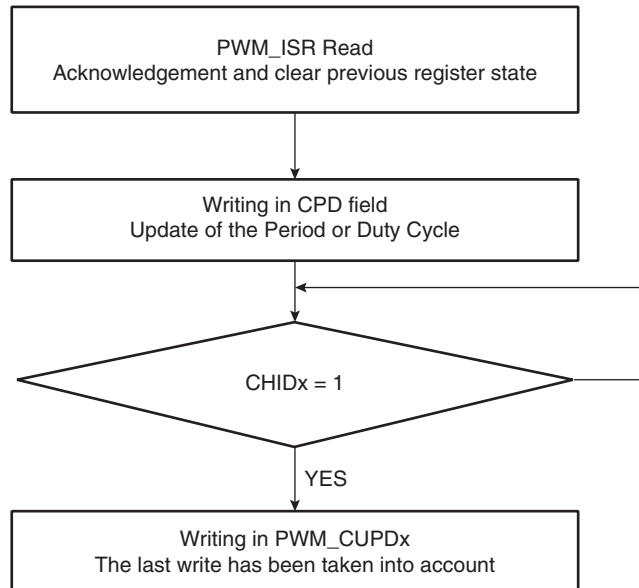 PWM_ISR Read
Acknowledgement and clear previous register state
Writing in CPD field
Update of the Period or Duty Cycle
CHIDx = 1
YES
Writing in PWM_CUPDx
The last write has been taken into account